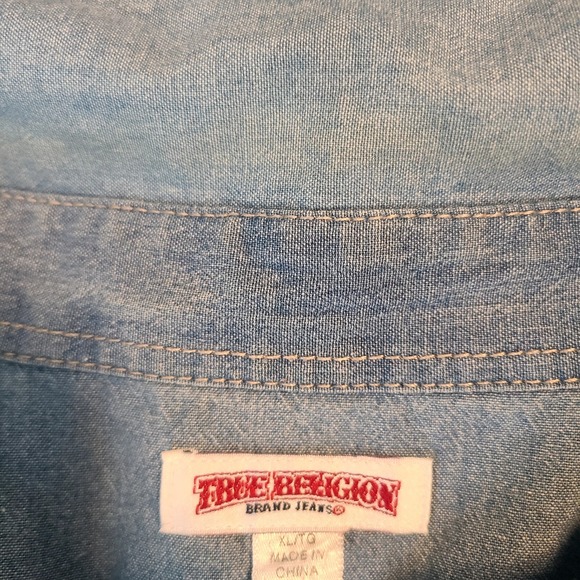 TRUE RELIGION
BRAND JEANS®
XL/TG
MADE IN
CHINA